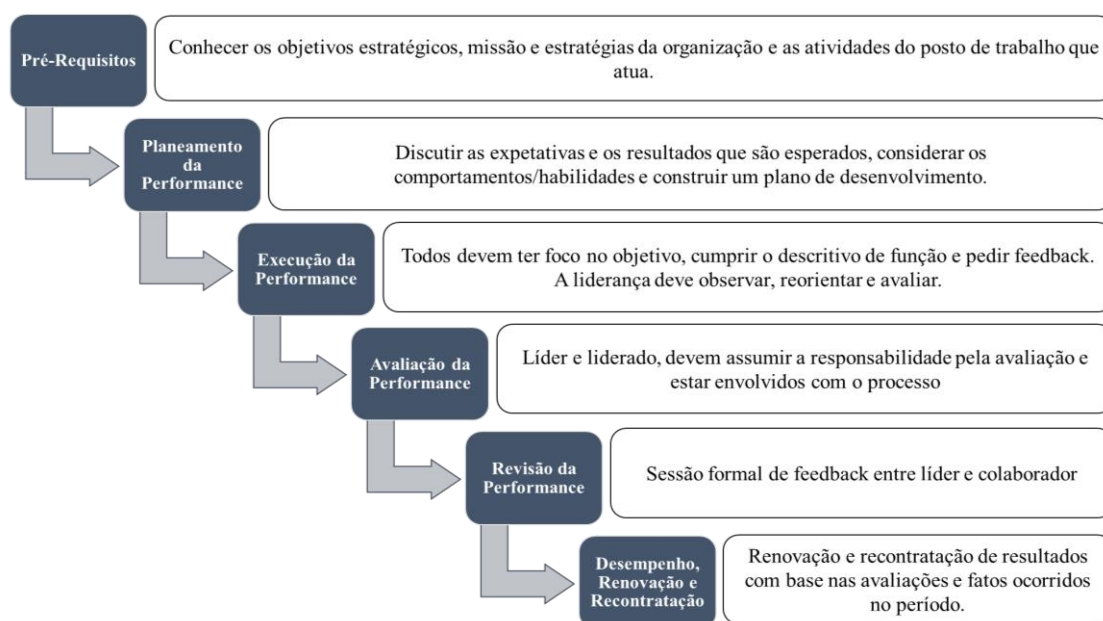 Pré-Requisitos
Conhecer os objetivos estratégicos, missão e estratégias da organização e as atividades do posto de trabalho que
atua.
Planeamento
da
Performance
Discutir as expetativas e os resultados que são esperados, considerar os
comportamentos/habilidades e construir um plano de desenvolvimento.
Execução da
Performance
Todos devem ter foco no objetivo, cumprir o descritivo de função e pedir feedback.
A liderança deve observar, reorientar e avaliar.
Avaliação da
Performance
Líder e liderado, devem assumir a responsabilidade pela avaliação e
estar envolvidos com o processo
Revisão da
Performance
Sessão formal de feedback entre líder e colaborador
Desempenho,
Renovação e
Recontratação
Renovação e recontratação de resultados
com base nas avaliações e fatos ocorridos
no período.